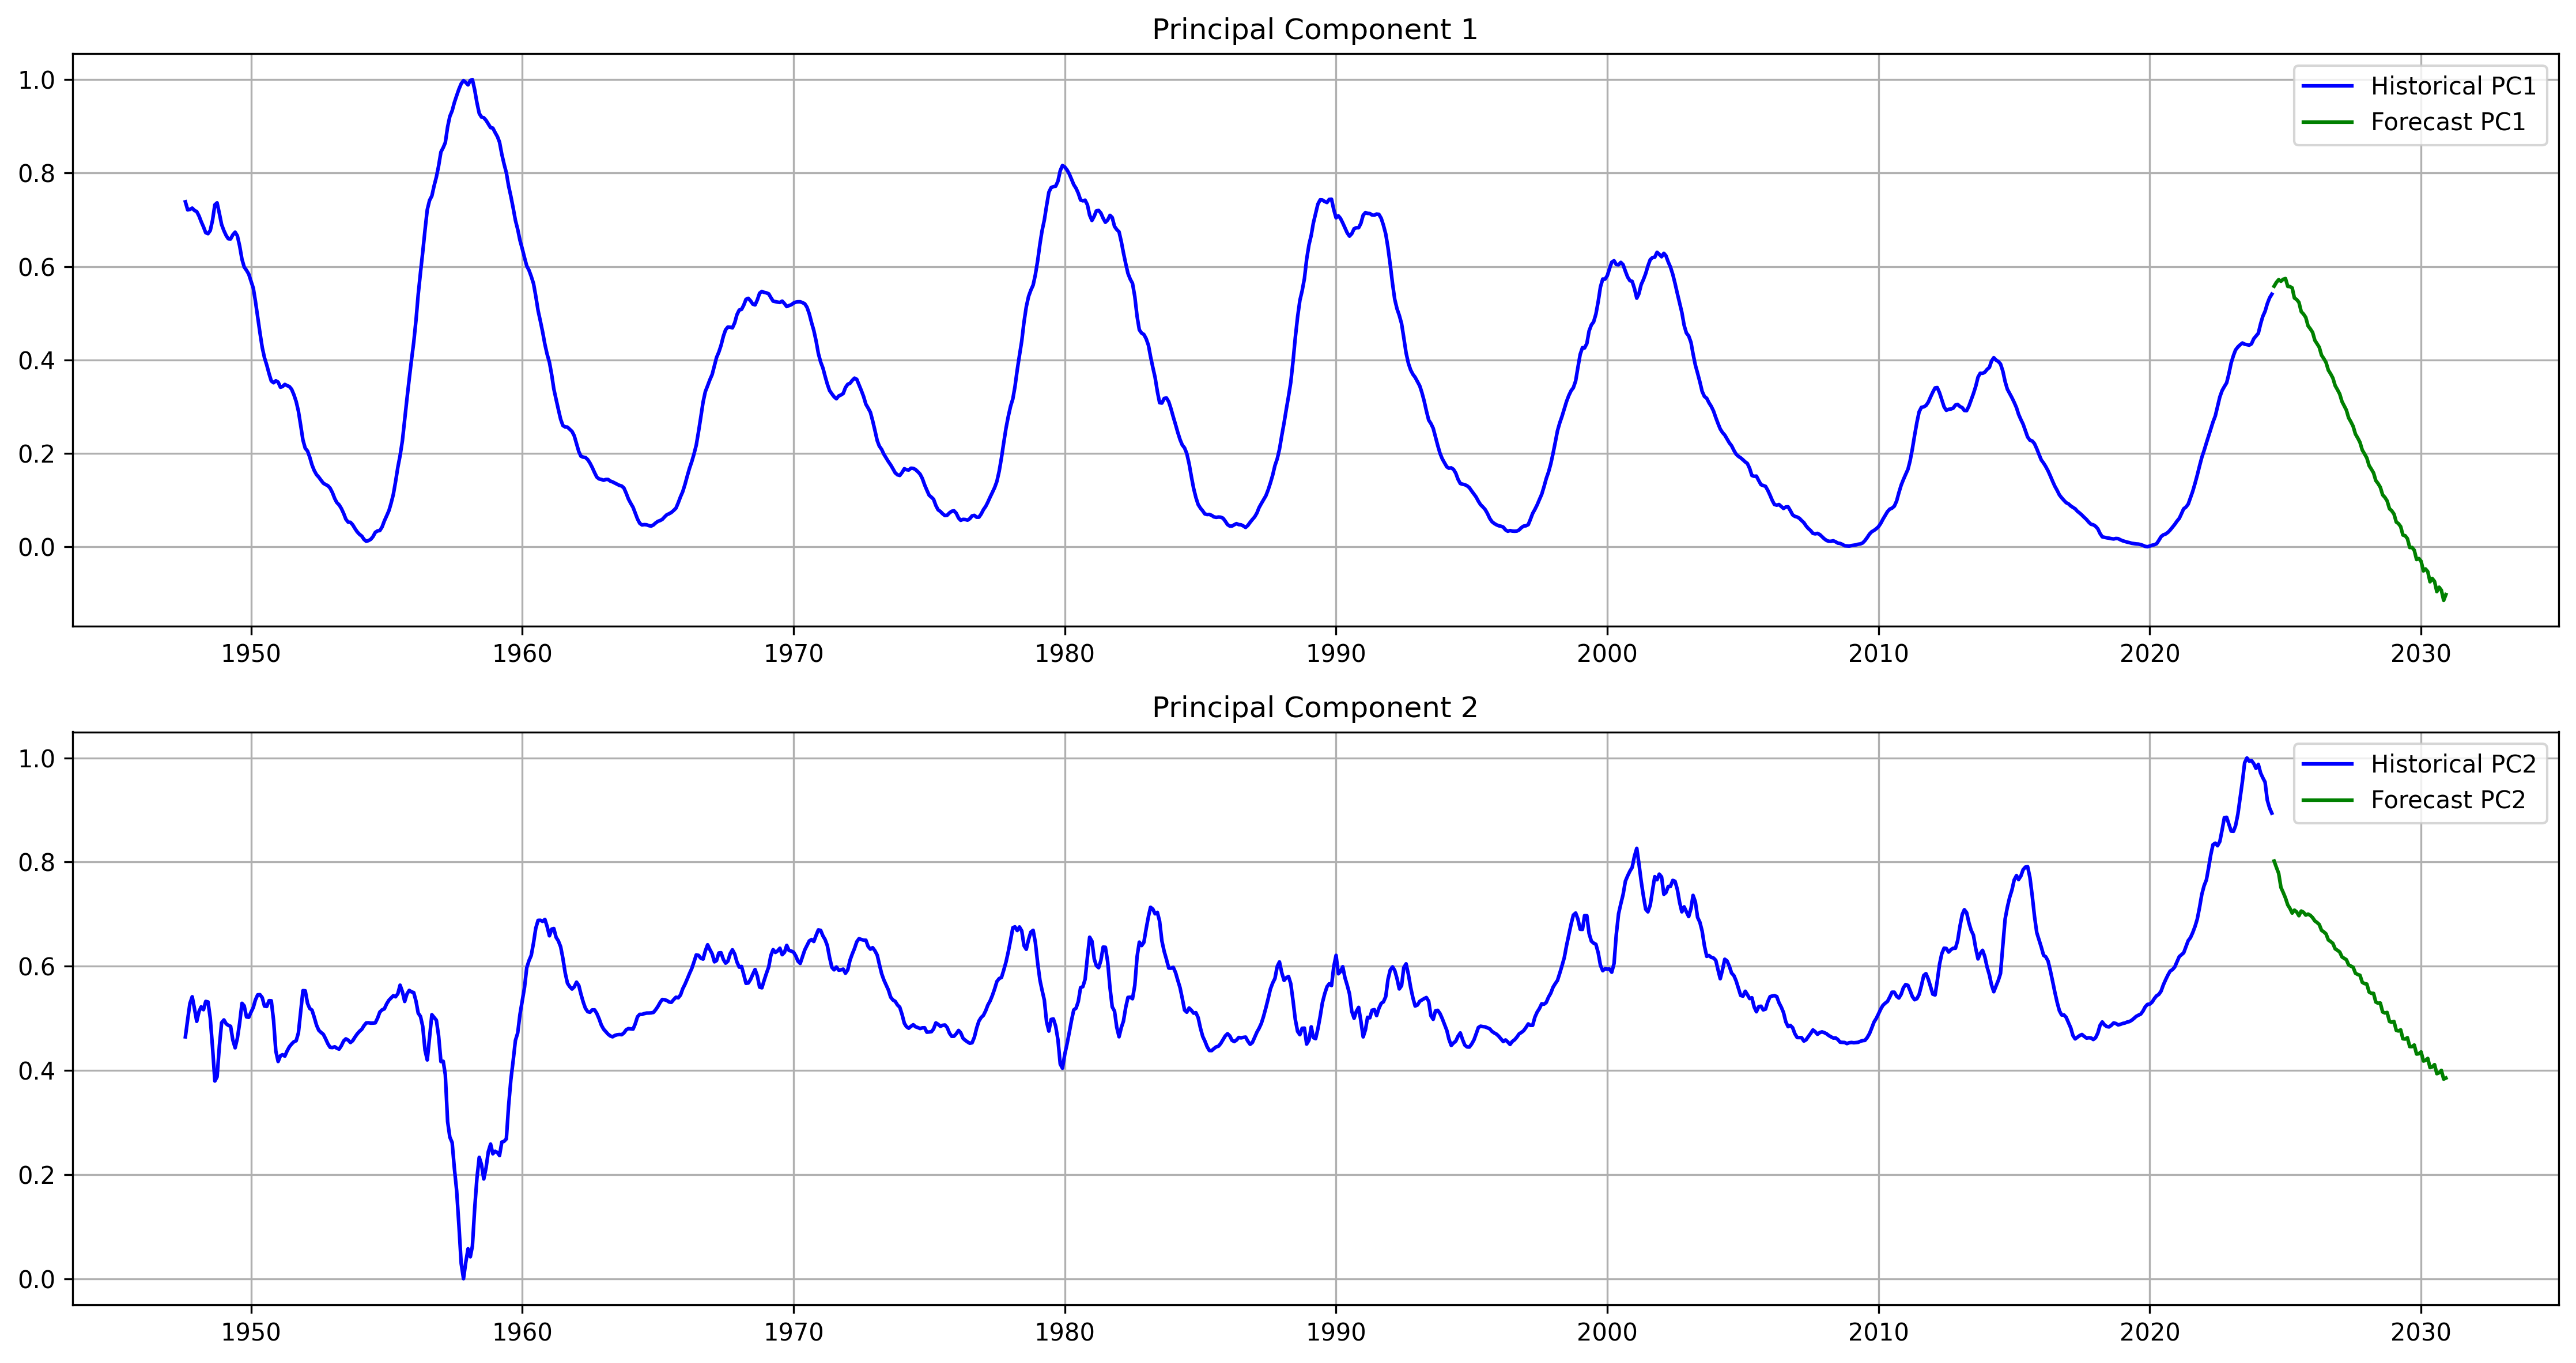 Principal Component 1
1.0
0.8
0.6
0.4
0.2
0.0
Historical PC1
Forecast PC1
1950 1960 1970 1980 1990 2000 2010 2020 2030
Principal Component 2
1.0
0.8
0.6
0.4
0.2
0.0
Historical PC2
Forecast PC2
1950 1960 1970 1980 1990 2000 2010 2020 2030